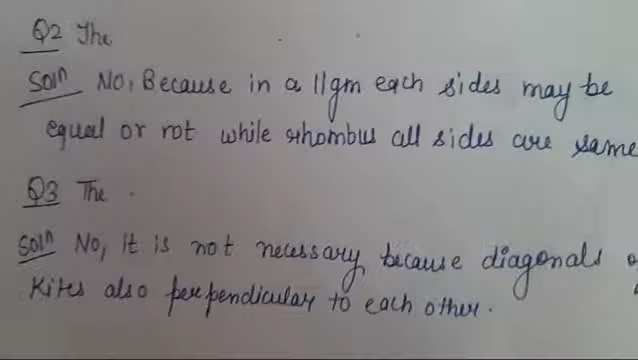 Q2 The
Soln No, Because in a ||gm each sides may be
equal or not while rhombus all sides are same
Q3 The
Soln No, it is not necessary, because diagonals o
Kites also perpendicular to each other.